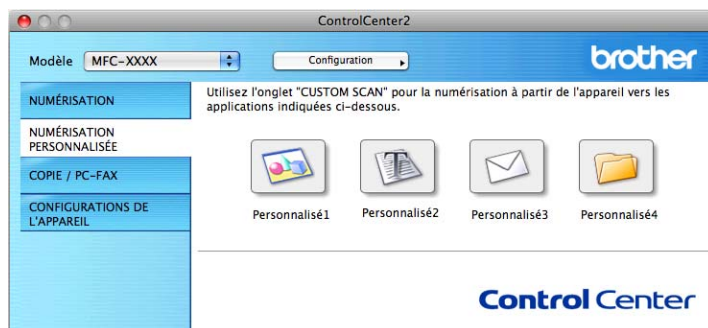 ControlCenter2
Modèle MFC-XXXX Configuration brother
NUMÉRISATION
NUMÉRISATION
PERSONNALISÉE
COPIE / PC-FAX
CONFIGURATIONS DE
L'APPAREIL
Utilisez l'onglet "CUSTOM SCAN" pour la numérisation à partir de l'appareil vers les
applications indiquées ci-dessous.
Personnalisé1 Personnalisé2 Personnalisé3 Personnalisé4
Control Center